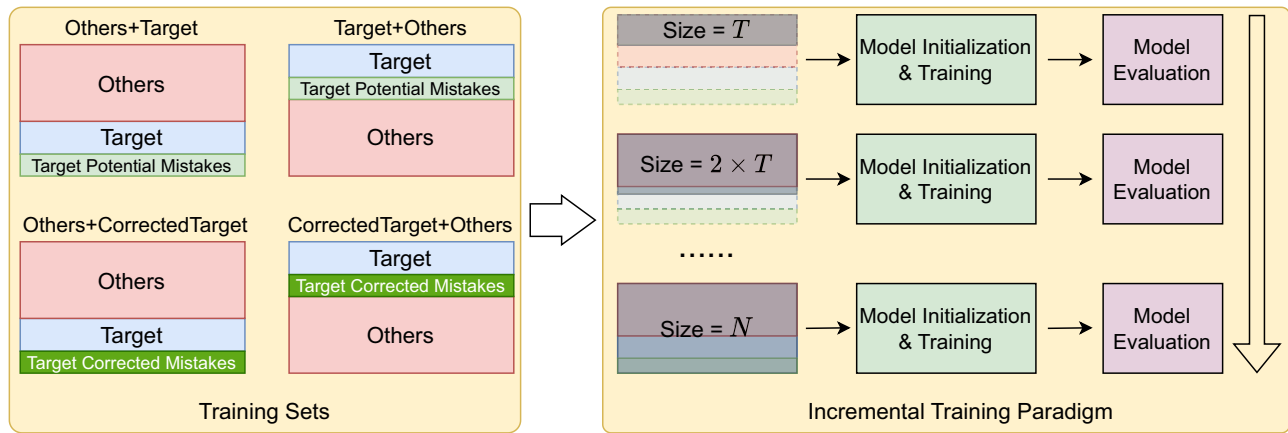 Others+Target
Others
Target
Target Potential Mistakes
Target+Others
Target
Target Potential Mistakes
Others
Others+CorrectedTarget
Others
Target
Target Corrected Mistakes
CorrectedTarget+Others
Target
Target Corrected Mistakes
Others
Training Sets
Size = T
Model Initialization
& Training
Model
Evaluation
Size = 2 × T
Model Initialization
& Training
Model
Evaluation
......
Size = N
Model Initialization
& Training
Model
Evaluation
Incremental Training Paradigm